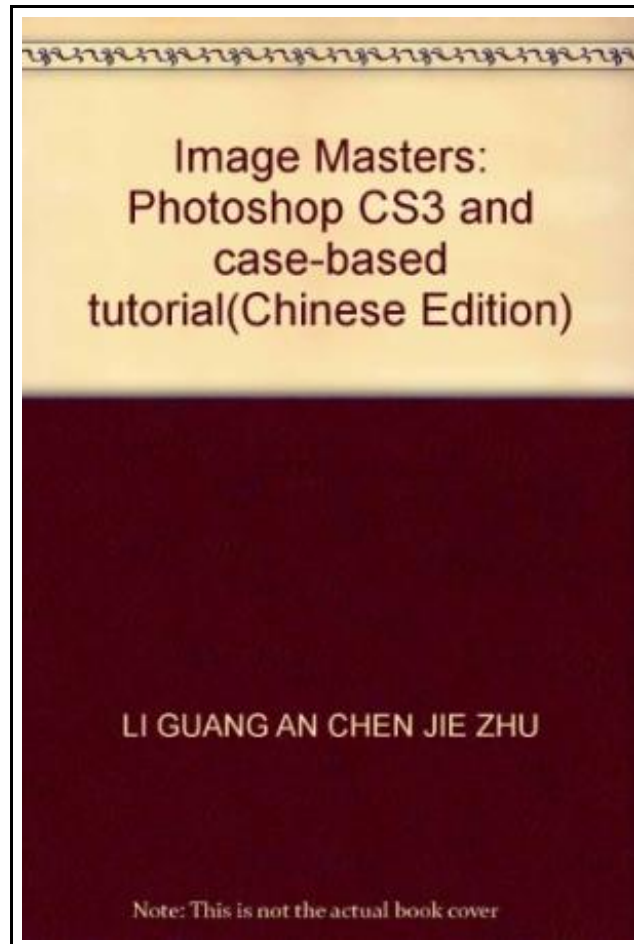 Image Masters:
Photoshop CS3 and
case-based
tutorial(Chinese Edition)
LI GUANG AN CHEN JIE ZHU
Note: This is not the actual book cover